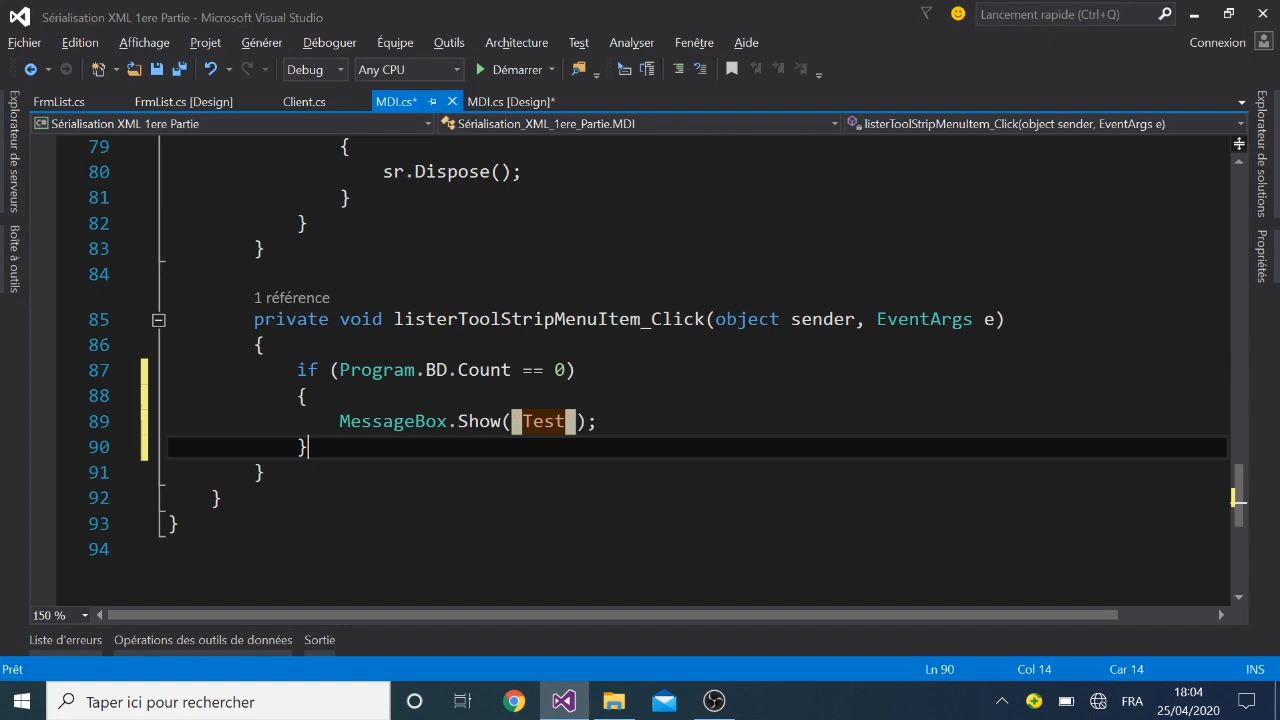 Sérialisation XML 1ere Partie - Microsoft Visual Studio
Lancement rapide (Ctrl+Q)
Fichier Edition Affichage Projet Générer Déboguer Équipe Outils Architecture Test Analyser Fenêtre Aide
Connexion
Debug Any CPU Démarrer
FrmList.cs FrmList.cs [Design] Client.cs MDI.cs* MDI.cs [Design]*
Sérialisation XML 1ere Partie Sérialisation_XML_1ere_Partie.MDI listerToolStripMenuItem_Click(object sender, EventArgs e)
Explorateur de serveurs
Boîte à outils
Explorateur de solutions
Propriétés
79 {
80 sr.Dispose();
81 }
82 }
83 }
84
1 référence
85 private void listerToolStripMenuItem_Click(object sender, EventArgs e)
86 {
87 if (Program.BD.Count == 0)
88 {
89 MessageBox.Show("Test");
90 }
91 }
92 }
93 }
94
150 %
Liste d'erreurs Opérations des outils de données Sortie
Prêt Ln 90 Col 14 Car 14 INS
Taper ici pour rechercher
FRA
18:04
25/04/2020